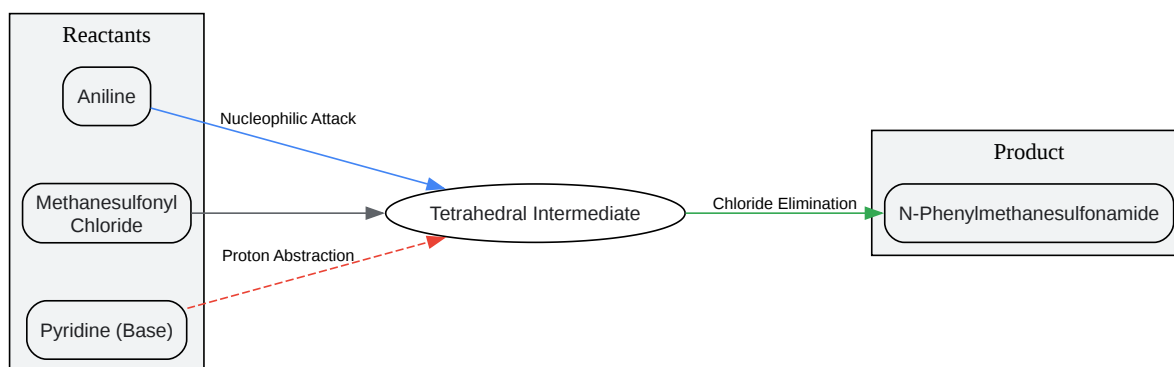 Reactants
Aniline
Nucleophilic Attack
Methanesulfonyl
Chloride
Tetrahedral Intermediate
Proton Abstraction
Pyridine (Base)
Chloride Elimination
Product
N-Phenylmethanesulfonamide